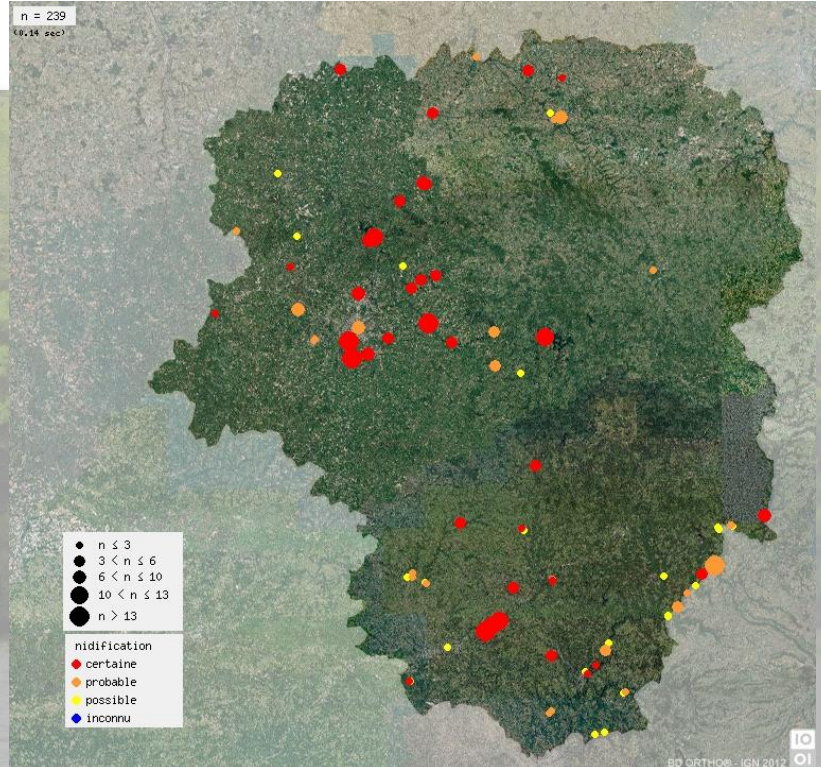 n = 239
(0.14 sec)
n ≤ 3
3 < n ≤ 6
6 < n ≤ 10
10 < n ≤ 13
n > 13
nidification
certaine
probable
possible
inconnu
BD ORTHO® - IGN 2012